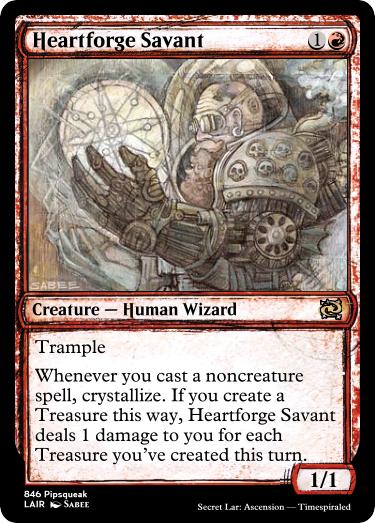 Heartforge Savant 1
SABEE
Creature — Human Wizard
Trample
Whenever you cast a noncreature
spell, crystallize. If you create a
Treasure this way, Heartforge Savant
deals 1 damage to you for each
Treasure you've created this turn.
1/1
846 Pipsqueak
LAIR SABEE
Secret Lar: Ascension — Timespiraled